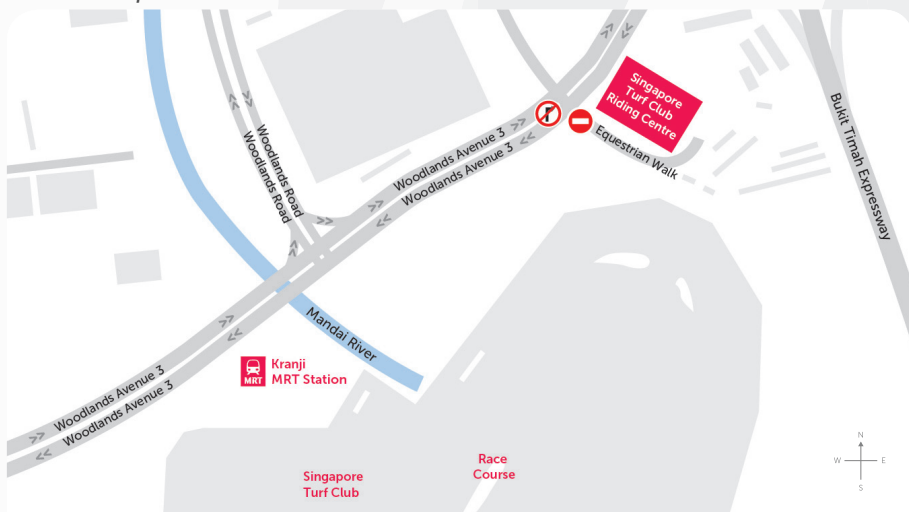 Singapore
Turf Club
Riding Centre
Equestrian Walk
Bukit Timah Expressway
Woodlands Road
Woodlands Road
Woodlands Avenue 3
Woodlands Avenue 3
Mandai River
MRT
Kranji
MRT Station
Woodlands Avenue 3
Woodlands Avenue 3
Singapore
Turf Club
Race
Course
N
W
E
S